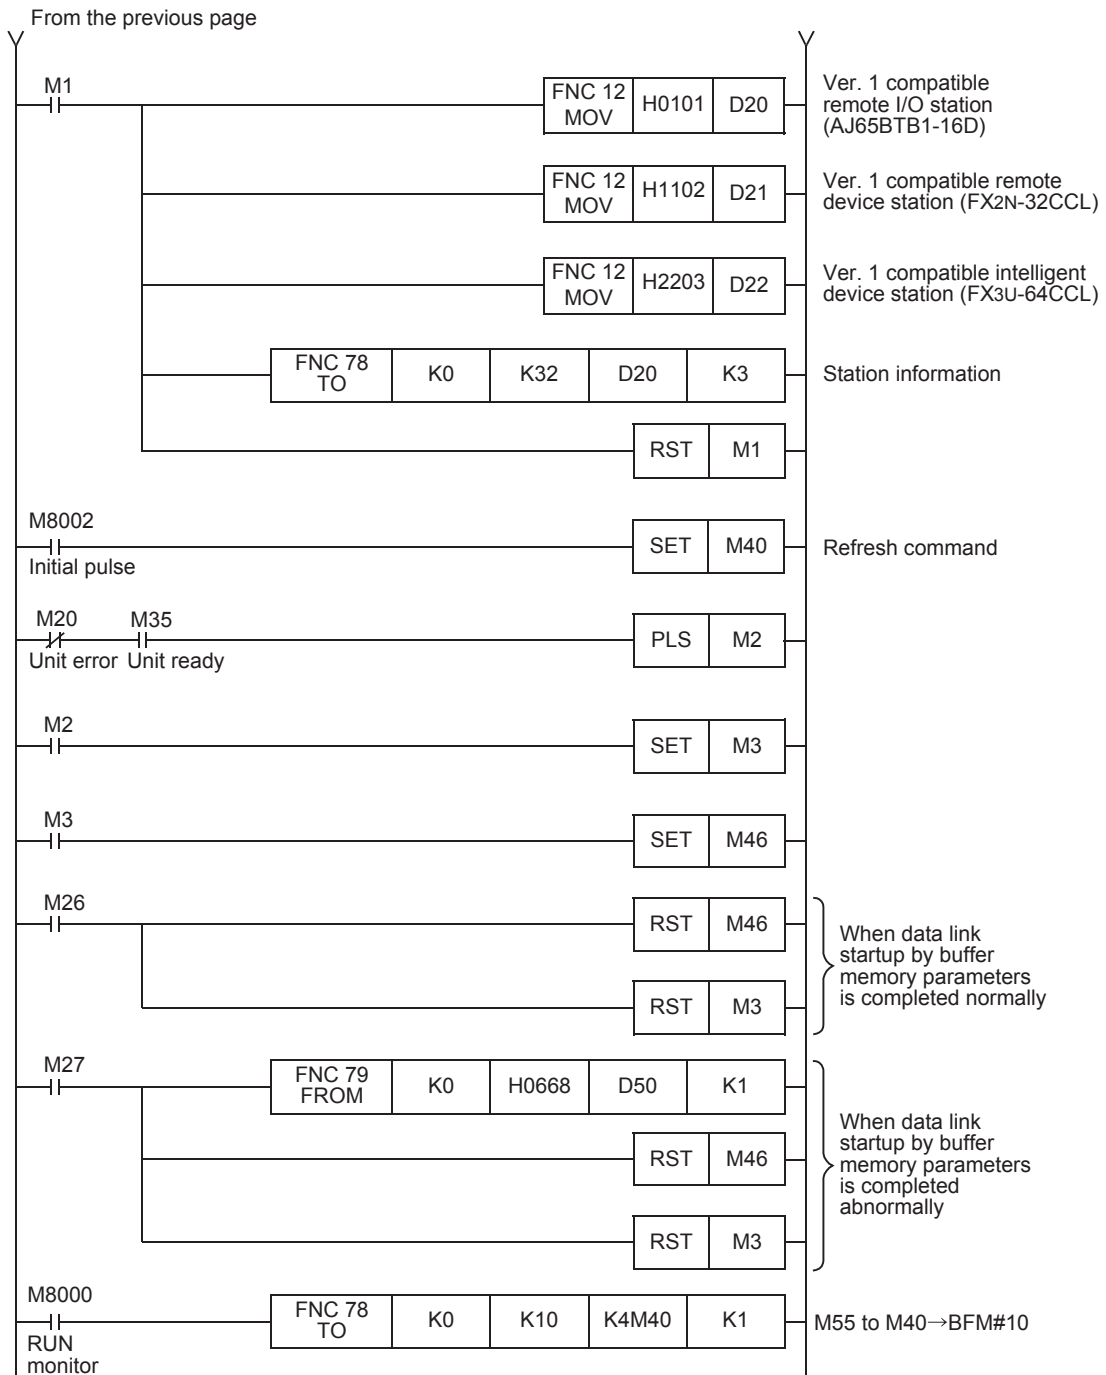 From the previous page
M1
FNC 12
MOV
H0101
D20
Ver. 1 compatible
remote I/O station
(AJ65BTB1-16D)
FNC 12
MOV
H1102
D21
Ver. 1 compatible remote
device station (FX2N-32CCL)
FNC 12
MOV
H2203
D22
Ver. 1 compatible intelligent
device station (FX3U-64CCL)
FNC 78
TO
K0
K32
D20
K3
Station information
RST
M1
M8002
Initial pulse
SET
M40
Refresh command
M20
Unit error
M35
Unit ready
PLS
M2
M2
SET
M3
M3
SET
M46
M26
RST
M46
RST
M3
When data link
startup by buffer
memory parameters
is completed normally
M27
FNC 79
FROM
K0
H0668
D50
K1
RST
M46
RST
M3
When data link
startup by buffer
memory parameters
is completed
abnormally
M8000
RUN
monitor
FNC 78
TO
K0
K10
K4M40
K1
M55 to M40→BFM#10